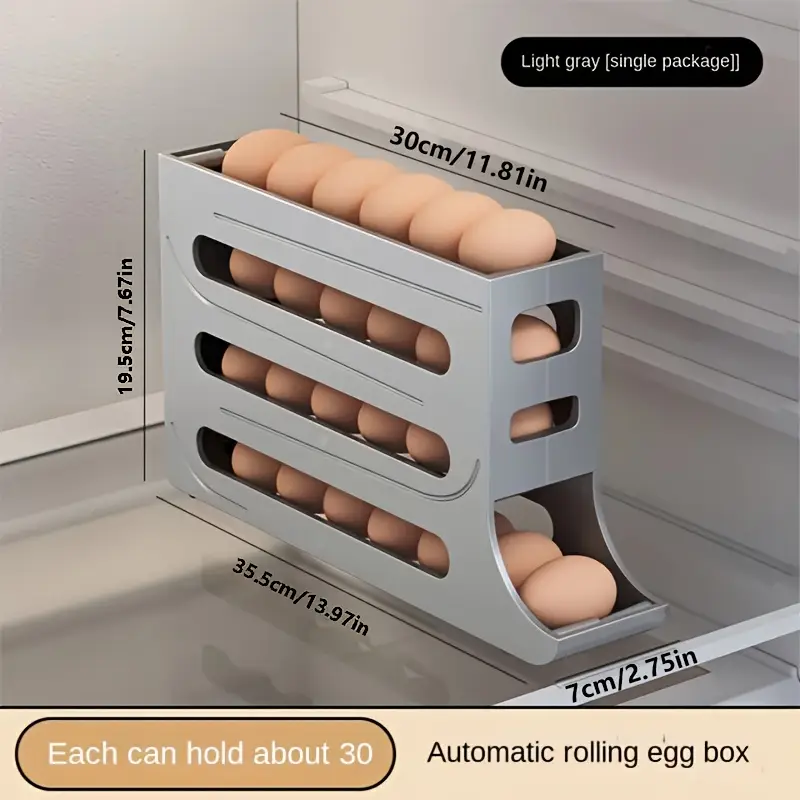 Light gray [single package]]
30cm/11.81in
19.5cm/7.67in
35.5cm/13.97in
7cm/2.75in
Each can hold about 30
Automatic rolling egg box